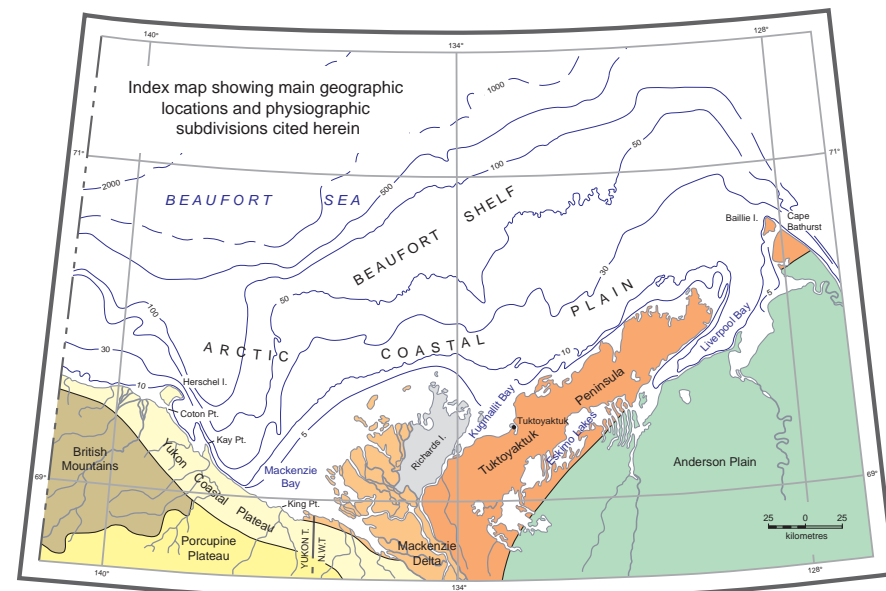 140°
134°
128°
Index map showing main geographic
locations and physiographic
subdivisions cited herein
1000
71°
71°
50
100
500
2000
BEAUFORT SEA
BEAUFORT SHELF
Baillie I.
Cape
Bathurst
30
50
100
PLAIN
5
ARCTIC
COASTAL
Liverpool Bay
30
10
10
Herschel I.
Coton Pt.
Peninsula
Kugmallit Bay
Tuktoyaktuk
5
Kay Pt.
Richards I.
Tuktoyaktuk
Eskimo Lakes
British
Mountains
Yukon
Coastal
Plateau
Mackenzie
Bay
Anderson Plain
69°
69°
King Pt.
25 0 25
kilometres
Porcupine
Plateau
YUKON T.
N.W.T
Mackenzie
Delta
140°
134°
128°